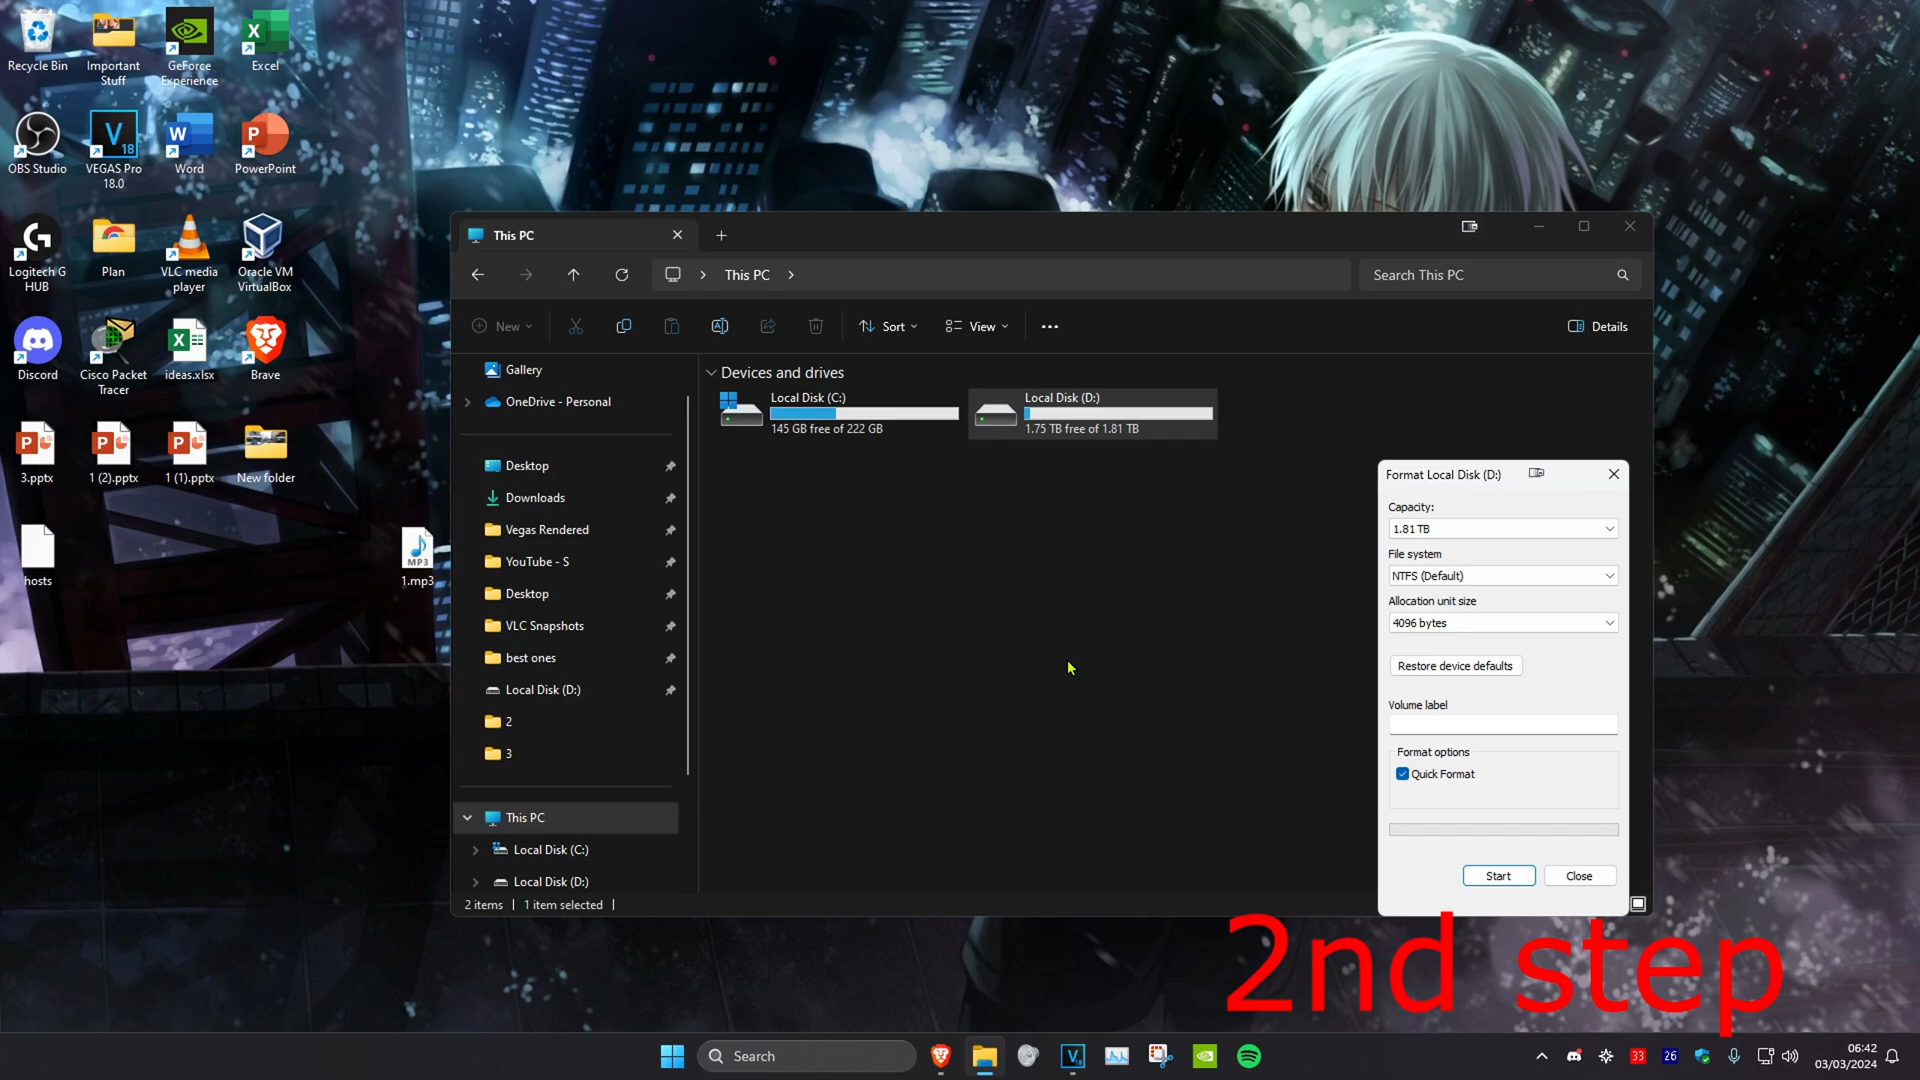 Recycle Bin
Important
Stuff
GeForce
Experience
Excel
OBS Studio
VEGAS Pro
18.0
Word
PowerPoint
Logitech G
HUB
Plan
VLC media
player
Oracle VM
VirtualBox
Discord
Cisco Packet
Tracer
ideas.xlsx
Brave
3.pptx
1 (2).pptx
1 (1).pptx
New folder
hosts
MP3
1.mp3
This PC
This PC
Search This PC
New
Sort
View
Details
Gallery
OneDrive - Personal
Desktop
Downloads
Vegas Rendered
YouTube - S
Desktop
VLC Snapshots
best ones
Local Disk (D:)
2
3
This PC
Local Disk (C:)
Local Disk (D:)
2 items
1 item selected
Devices and drives
Local Disk (C:)
145 GB free of 222 GB
Local Disk (D:)
1.75 TB free of 1.81 TB
Format Local Disk (D:)
Capacity:
1.81 TB
File system
NTFS (Default)
Allocation unit size
4096 bytes
Restore device defaults
Volume label
Format options
Quick Format
Start
Close
2nd step
Search
33
26
06:42
03/03/2024